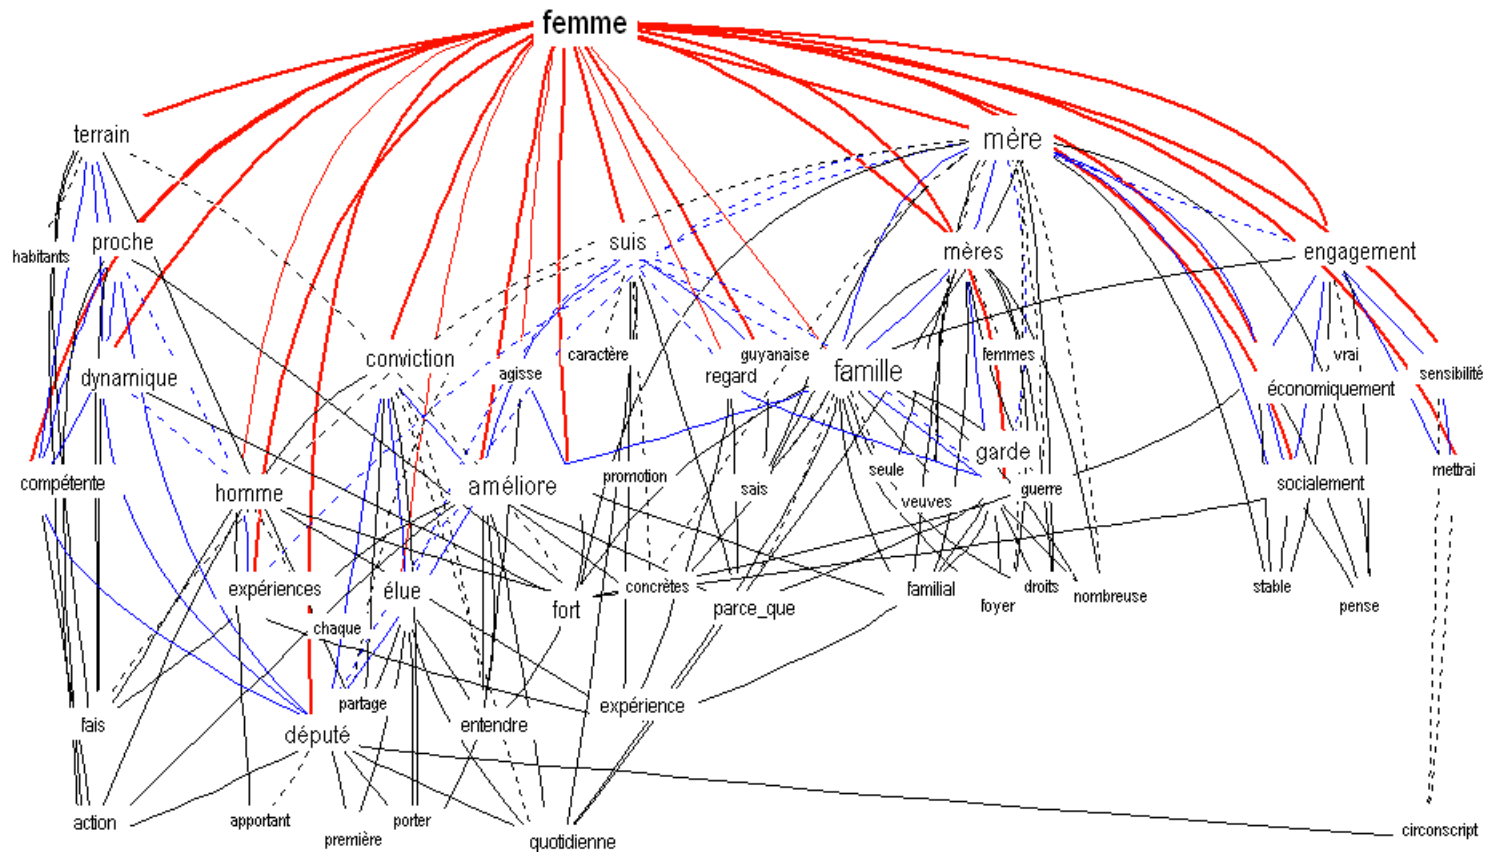 femme
terrain
mère
habitants
proche
suis
mères
engagement
conviction
caractère
guyanaise
femmes
vrai
dynamique
agisse
regard
famille
économiquement
sensibilité
compétente
homme
améliore
promotion
sais
seule
garde
veuves
guerre
socialement
mettrai
expériences
élue
fort
concrètes
parce_que
familial
foyer
droits
nombreuse
stable
pense
chaque
fais
partage
député
entendre
expérience
action
apportant
première
porter
quotidienne
circonscript